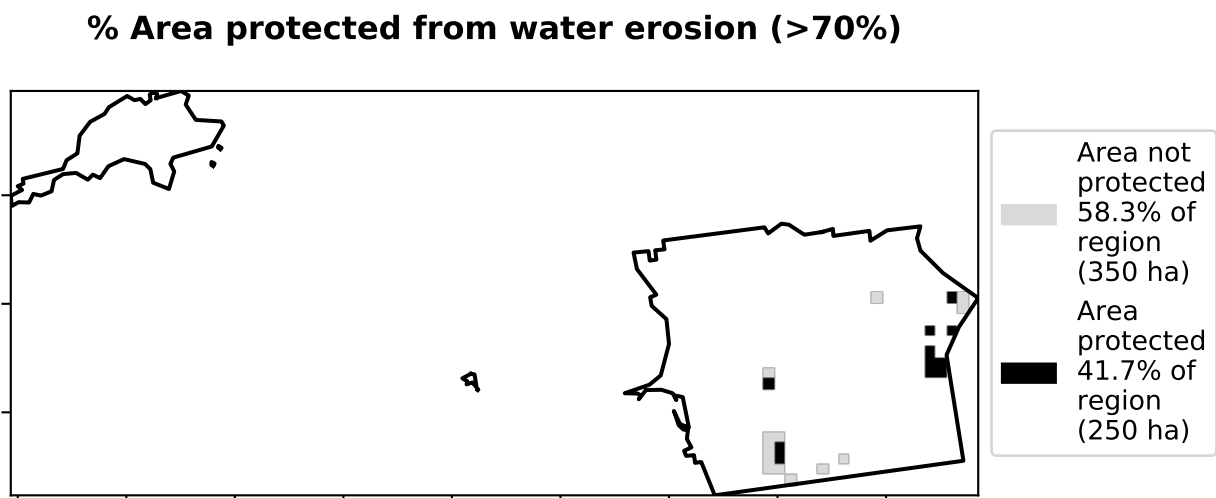 % Area protected from water erosion (>70%)
Area not
protected
58.3% of
region
(350 ha)
Area
protected
41.7% of
region
(250 ha)